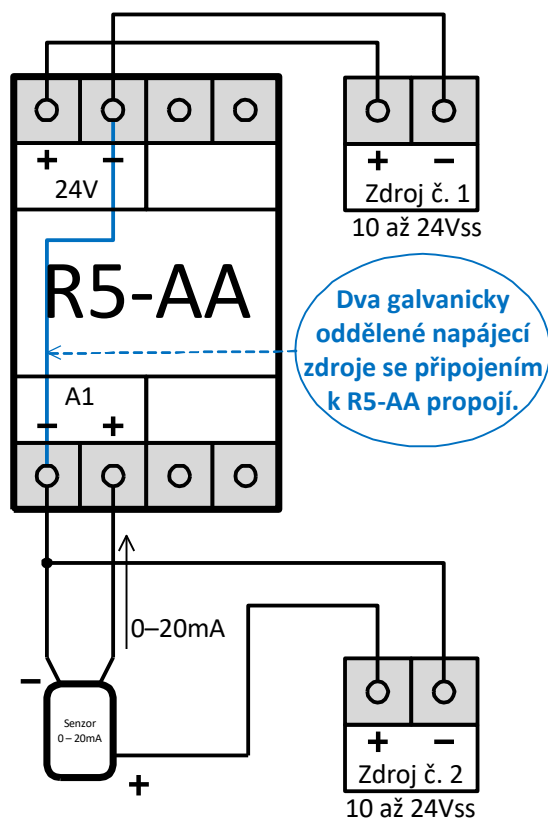 + −
24V
R5-AA
A1
− +
+ −
Zdroj č. 1
10 až 24Vss
Dva galvanicky
oddělené napájecí
zdroje se připojením
k R5-AA propojí.
0–20mA
−
Senzor
0 – 20mA
+
+ −
Zdroj č. 2
10 až 24Vss